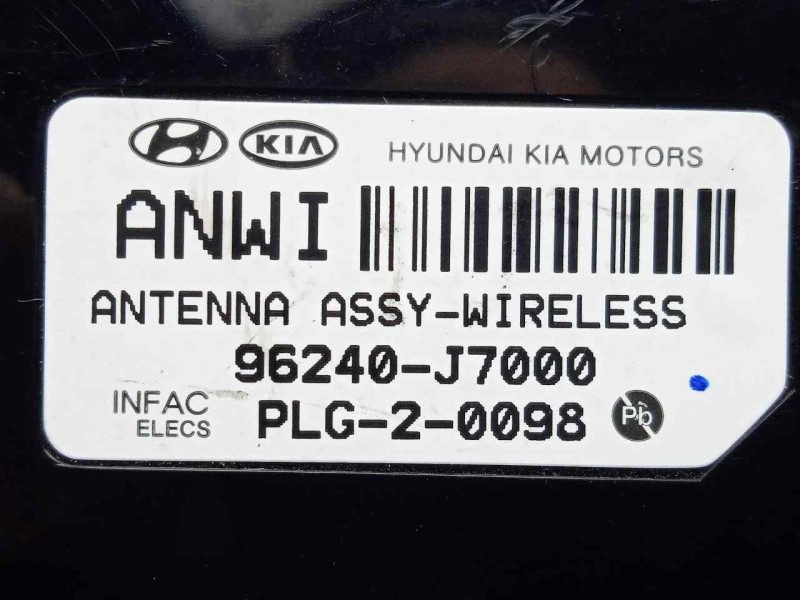 KIA HYUNDAI KIA MOTORS
ANWI
ANTENNA ASSY-WIRELESS
96240-J7000
INFAC ELECS PLG-2-0098 Pb